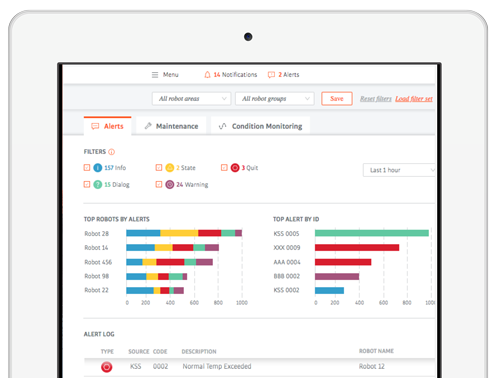 Menu 14 Notifications 2 Alerts
All robot areas All robot groups Save Reset filters Load filter set
Alerts Maintenance Condition Monitoring
FILTERS
157 Info 2 State 3 Quit
15 Dialog 24 Warning
Last 1 hour
TOP ROBOTS BY ALERTS
Robot 28
Robot 14
Robot 456
Robot 98
Robot 22
0 200 400 600 800 1000
TOP ALERT BY ID
KSS 0005
XXX 0009
AAA 0004
BBB 0002
KSS 0002
0 200 400 600 800 1000
ALERT LOG
TYPE SOURCE CODE DESCRIPTION ROBOT NAME
KSS 0002 Normal Temp Exceeded Robot 12